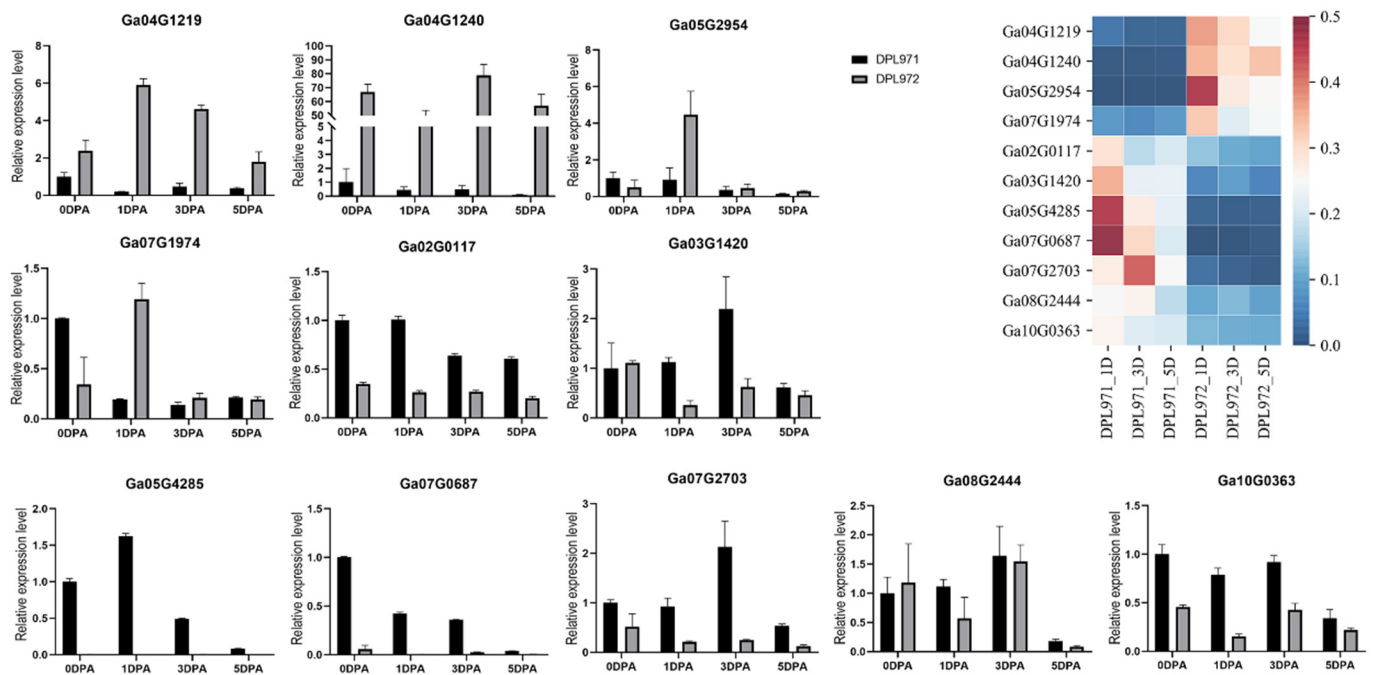 Ga04G1219
Relative expression level
8
6
4
2
0
0DPA 1DPA 3DPA 5DPA
Ga04G1240
Relative expression level
100
90
80
70
60
50
5
4
3
2
1
0
0DPA 1DPA 3DPA 5DPA
Ga05G2954
Relative expression level
8
6
4
2
0
0DPA 1DPA 3DPA 5DPA
DPL971
DPL972
Ga04G1219
Ga04G1240
Ga05G2954
Ga07G1974
Ga02G0117
Ga03G1420
Ga05G4285
Ga07G0687
Ga07G2703
Ga08G2444
Ga10G0363
DPL971_1D
DPL971_3D
DPL971_5D
DPL972_1D
DPL972_3D
DPL972_5D
0.5
0.4
0.3
0.2
0.1
0.0
Ga07G1974
Relative expression level
1.5
1.0
0.5
0.0
0DPA 1DPA 3DPA 5DPA
Ga02G0117
Relative expression level
1.5
1.0
0.5
0.0
0DPA 1DPA 3DPA 5DPA
Ga03G1420
Relative expression level
3
2
1
0
0DPA 1DPA 3DPA 5DPA
Ga05G4285
Relative expression level
2.0
1.5
1.0
0.5
0.0
0DPA 1DPA 3DPA 5DPA
Ga07G0687
Relative expression level
1.5
1.0
0.5
0.0
0DPA 1DPA 3DPA 5DPA
Ga07G2703
Relative expression level
3
2
1
0
0DPA 1DPA 3DPA 5DPA
Ga08G2444
Relative expression level
2.5
2.0
1.5
1.0
0.5
0.0
0DPA 1DPA 3DPA 5DPA
Ga10G0363
Relative expression level
1.5
1.0
0.5
0.0
0DPA 1DPA 3DPA 5DPA